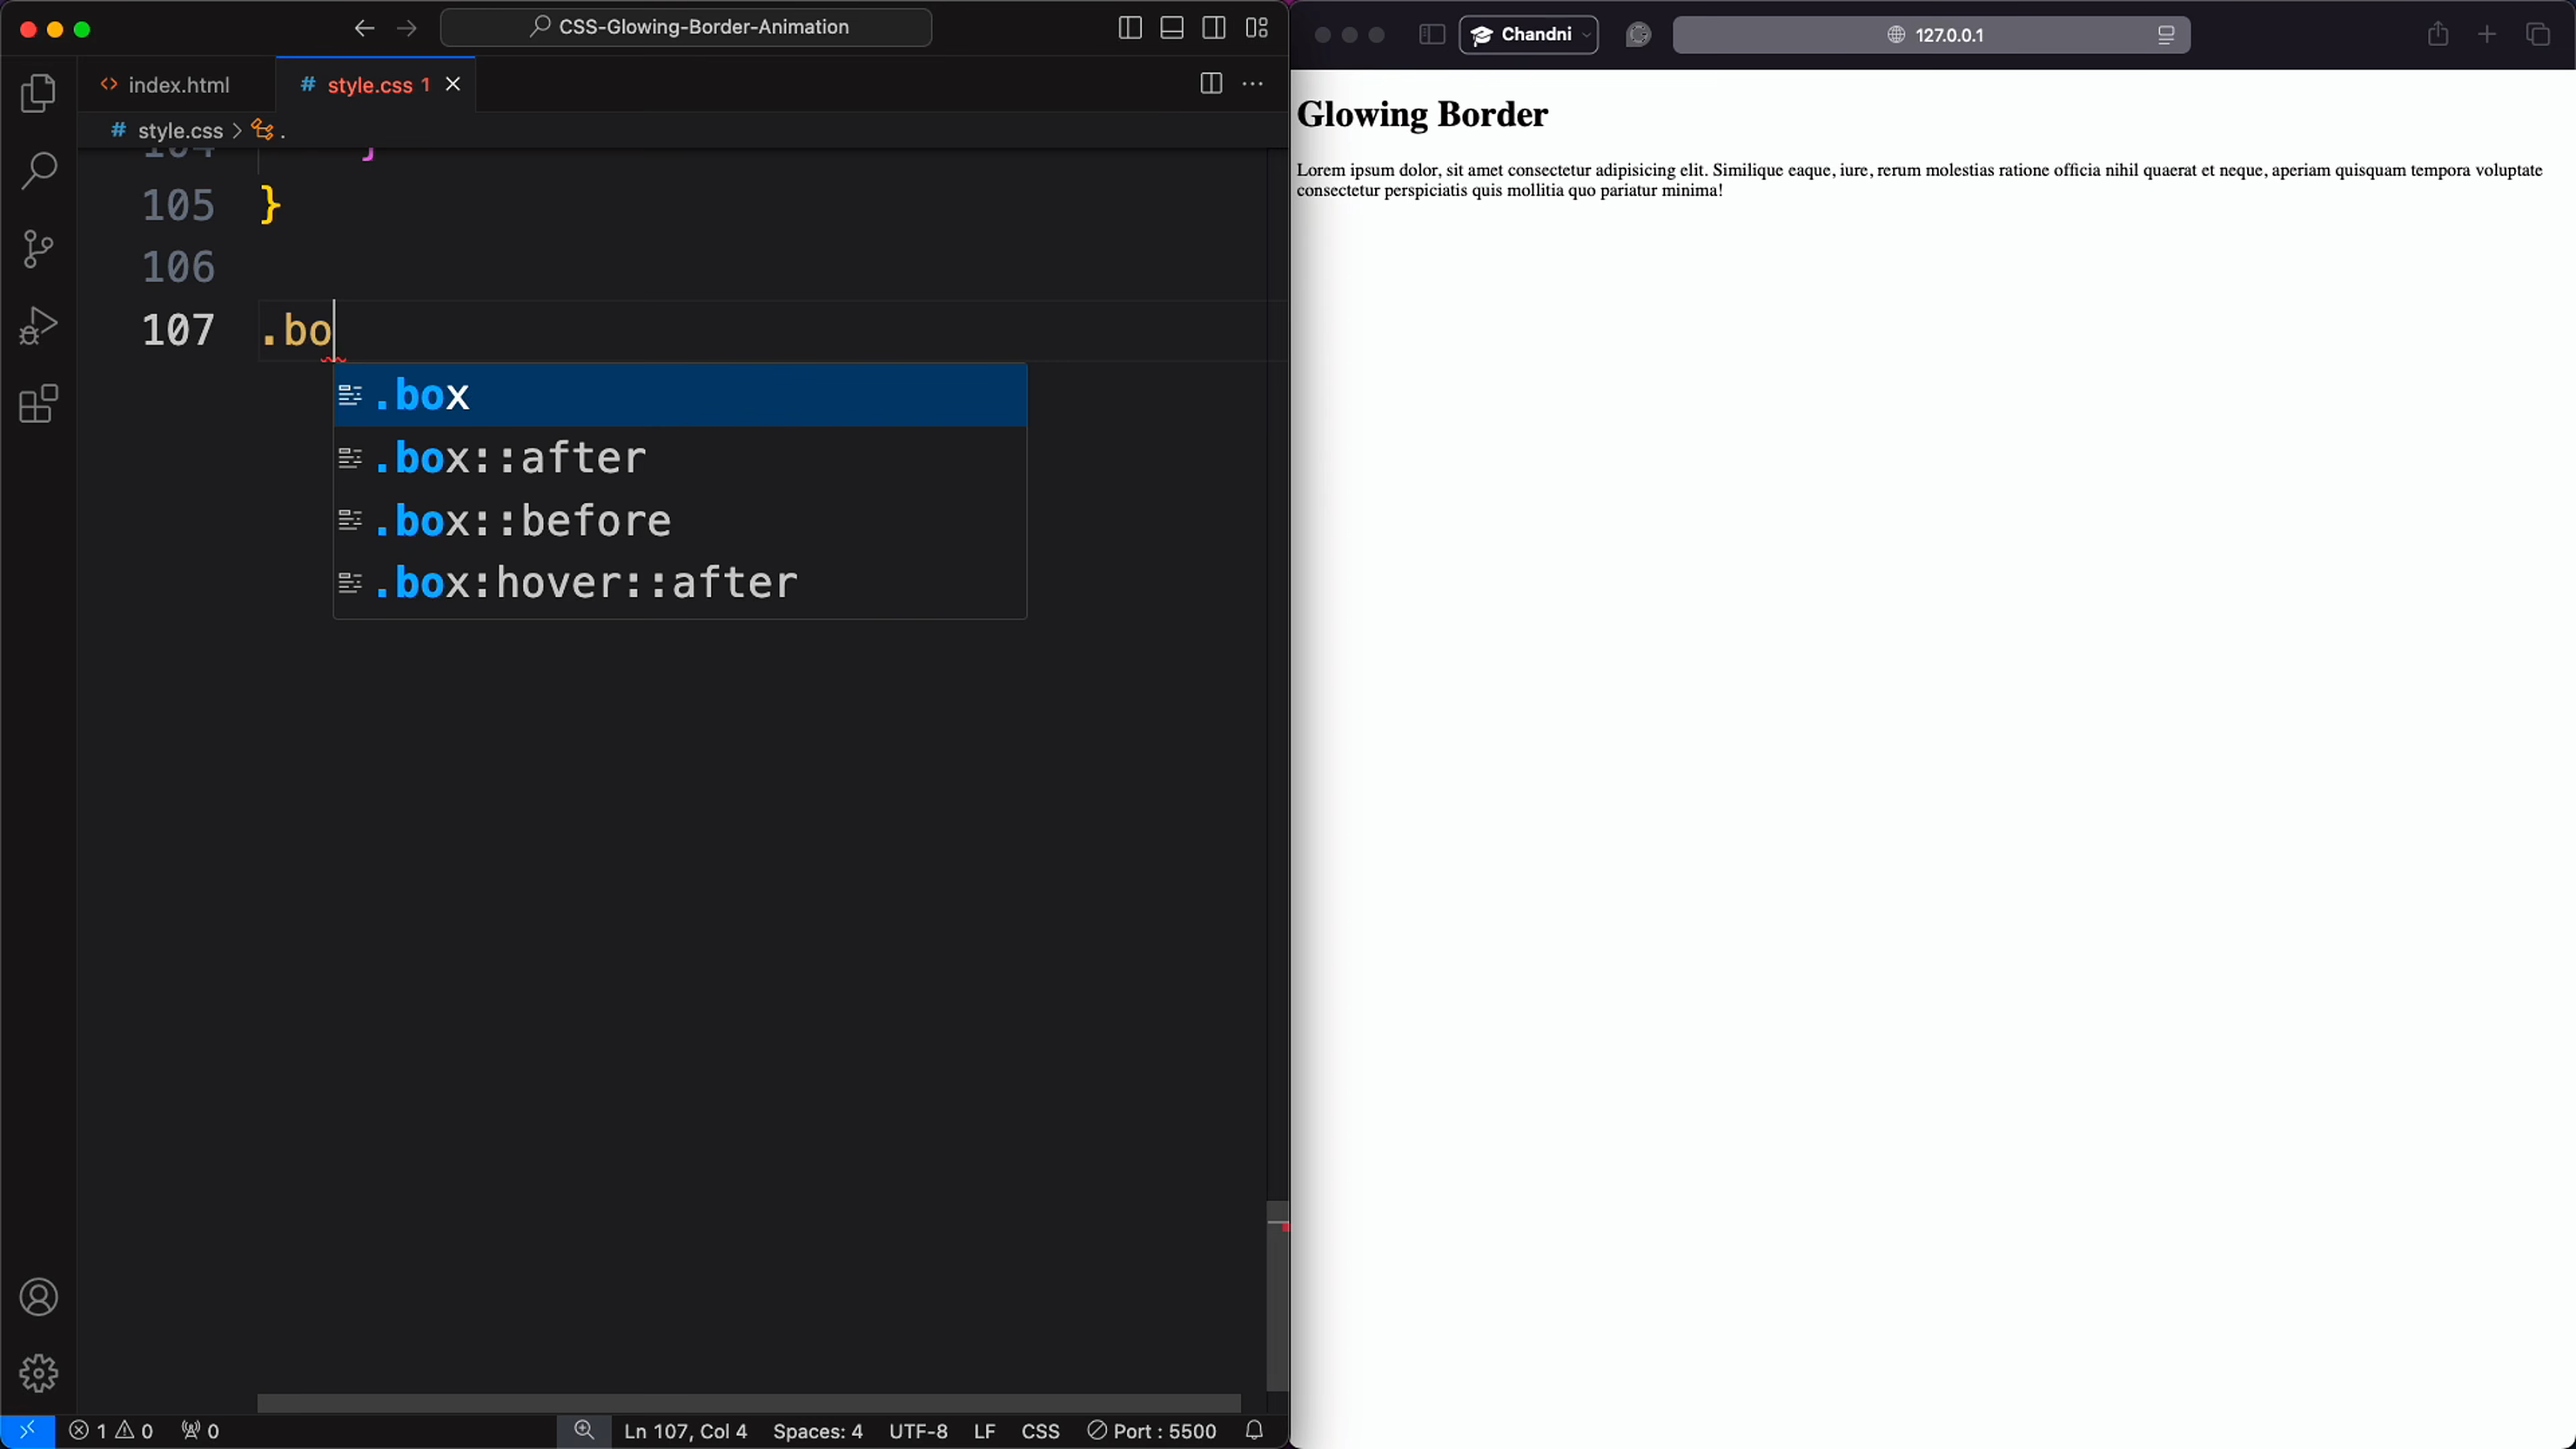 CSS-Glowing-Border-Animation
index.html
# style.css 1
# style.css > .
104 }
105 }
106
107 .bo
.box
.box::after
.box::before
.box:hover::after
1 0 0
Ln 107, Col 4 Spaces: 4 UTF-8 LF CSS Port : 5500
Chandni
127.0.0.1
Glowing Border
Lorem ipsum dolor, sit amet consectetur adipisicing elit. Similique eaque, iure, rerum molestias ratione officia nihil quaerat et neque, aperiam quisquam tempora voluptate
consectetur perspiciatis quis mollitia quo pariatur minima!